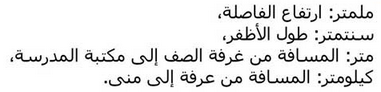 ملمتر: ارتفاع الفاصلة،
سنتمتر: طول الأظفر،
متر: المسافة من غرفة الصف إلى مكتبة المدرسة،
كيلومتر: المسافة من عرفة إلى منى.